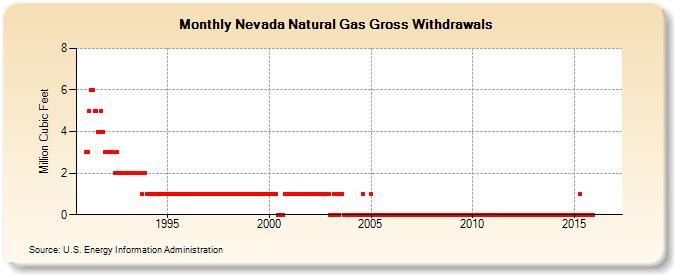 Monthly Nevada Natural Gas Gross Withdrawals
Million Cubic Feet
8
6
4
2
0
1995 2000 2005 2010 2015
Source: U.S. Energy Information Administration